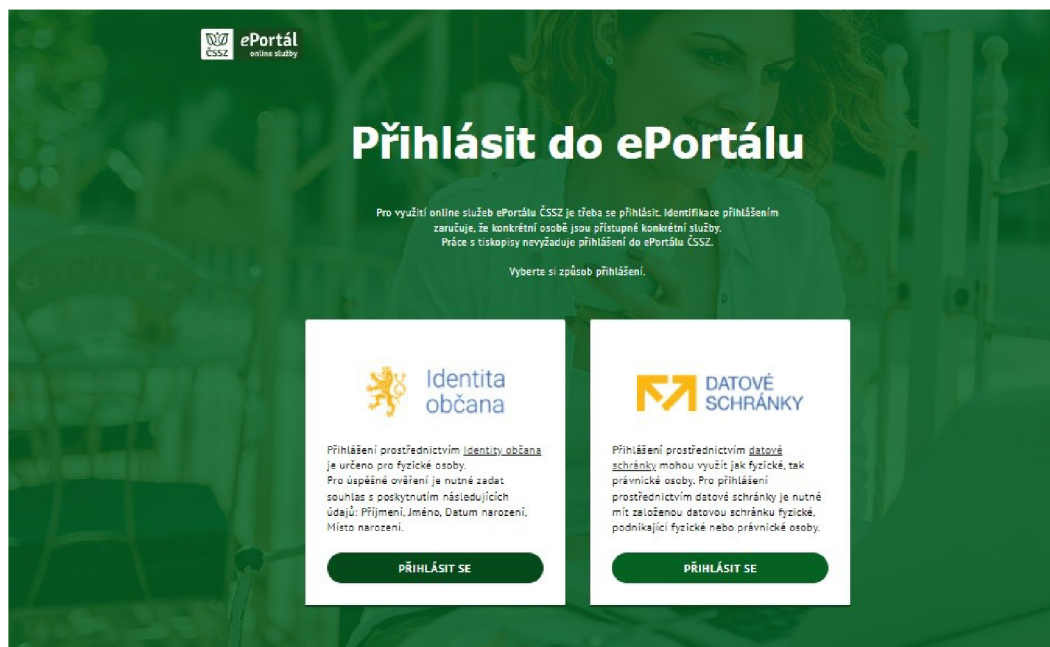 ČSSZ
ePortál
online služby
Přihlásit do ePortálu
Pro využití online služeb ePortálu ČSSZ je třeba se přihlásit. Identifikace přihlášením
zaručuje, že konkrétní osobě jsou přístupné konkrétní služby.
Práce s tiskopisy nevyžaduje přihlášení do ePortálu ČSSZ.
Vyberte si způsob přihlášení.
Identita
občana
Přihlášení prostřednictvím Identity občana
je určeno pro fyzické osoby.
Pro úspěšné ověření je nutné zadat
souhlas s poskytnutím následujících
údajů: Příjmení, Jméno, Datum narození,
Místo narození.
PŘIHLÁSIT SE
DATOVÉ
SCHRÁNKY
Přihlášení prostřednictvím datové
schránky mohou využít jak fyzické, tak
právnické osoby. Pro přihlášení
prostřednictvím datové schránky je nutné
mít založenou datovou schránku fyzické,
podnikající fyzické nebo právnické osoby.
PŘIHLÁSIT SE